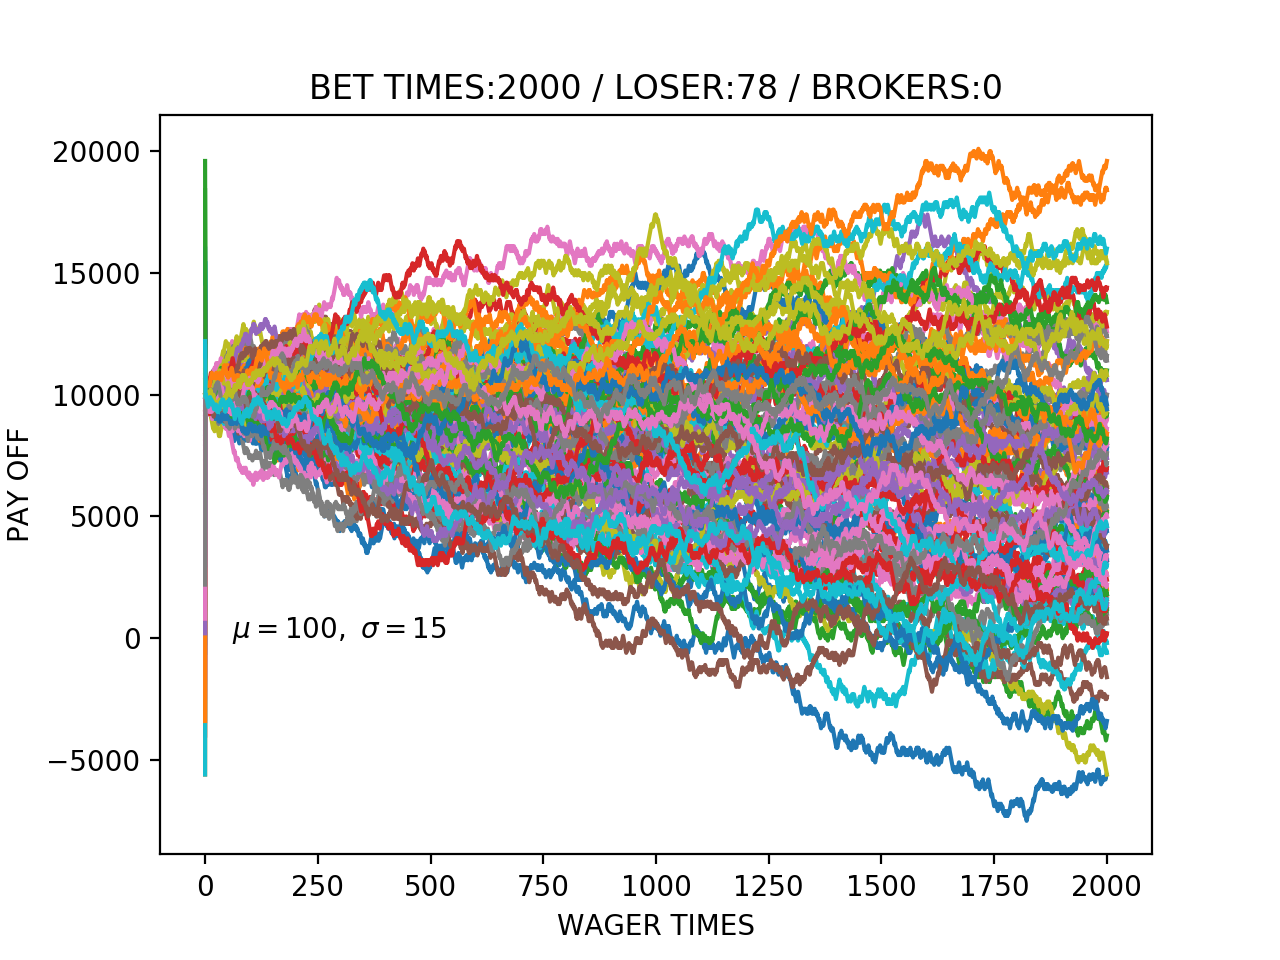 BET TIMES:2000 / LOSER:78 / BROKERS:0
20000
15000
10000
5000
0
−5000
PAY OFF
μ = 100, σ = 15
0 250 500 750 1000 1250 1500 1750 2000
WAGER TIMES